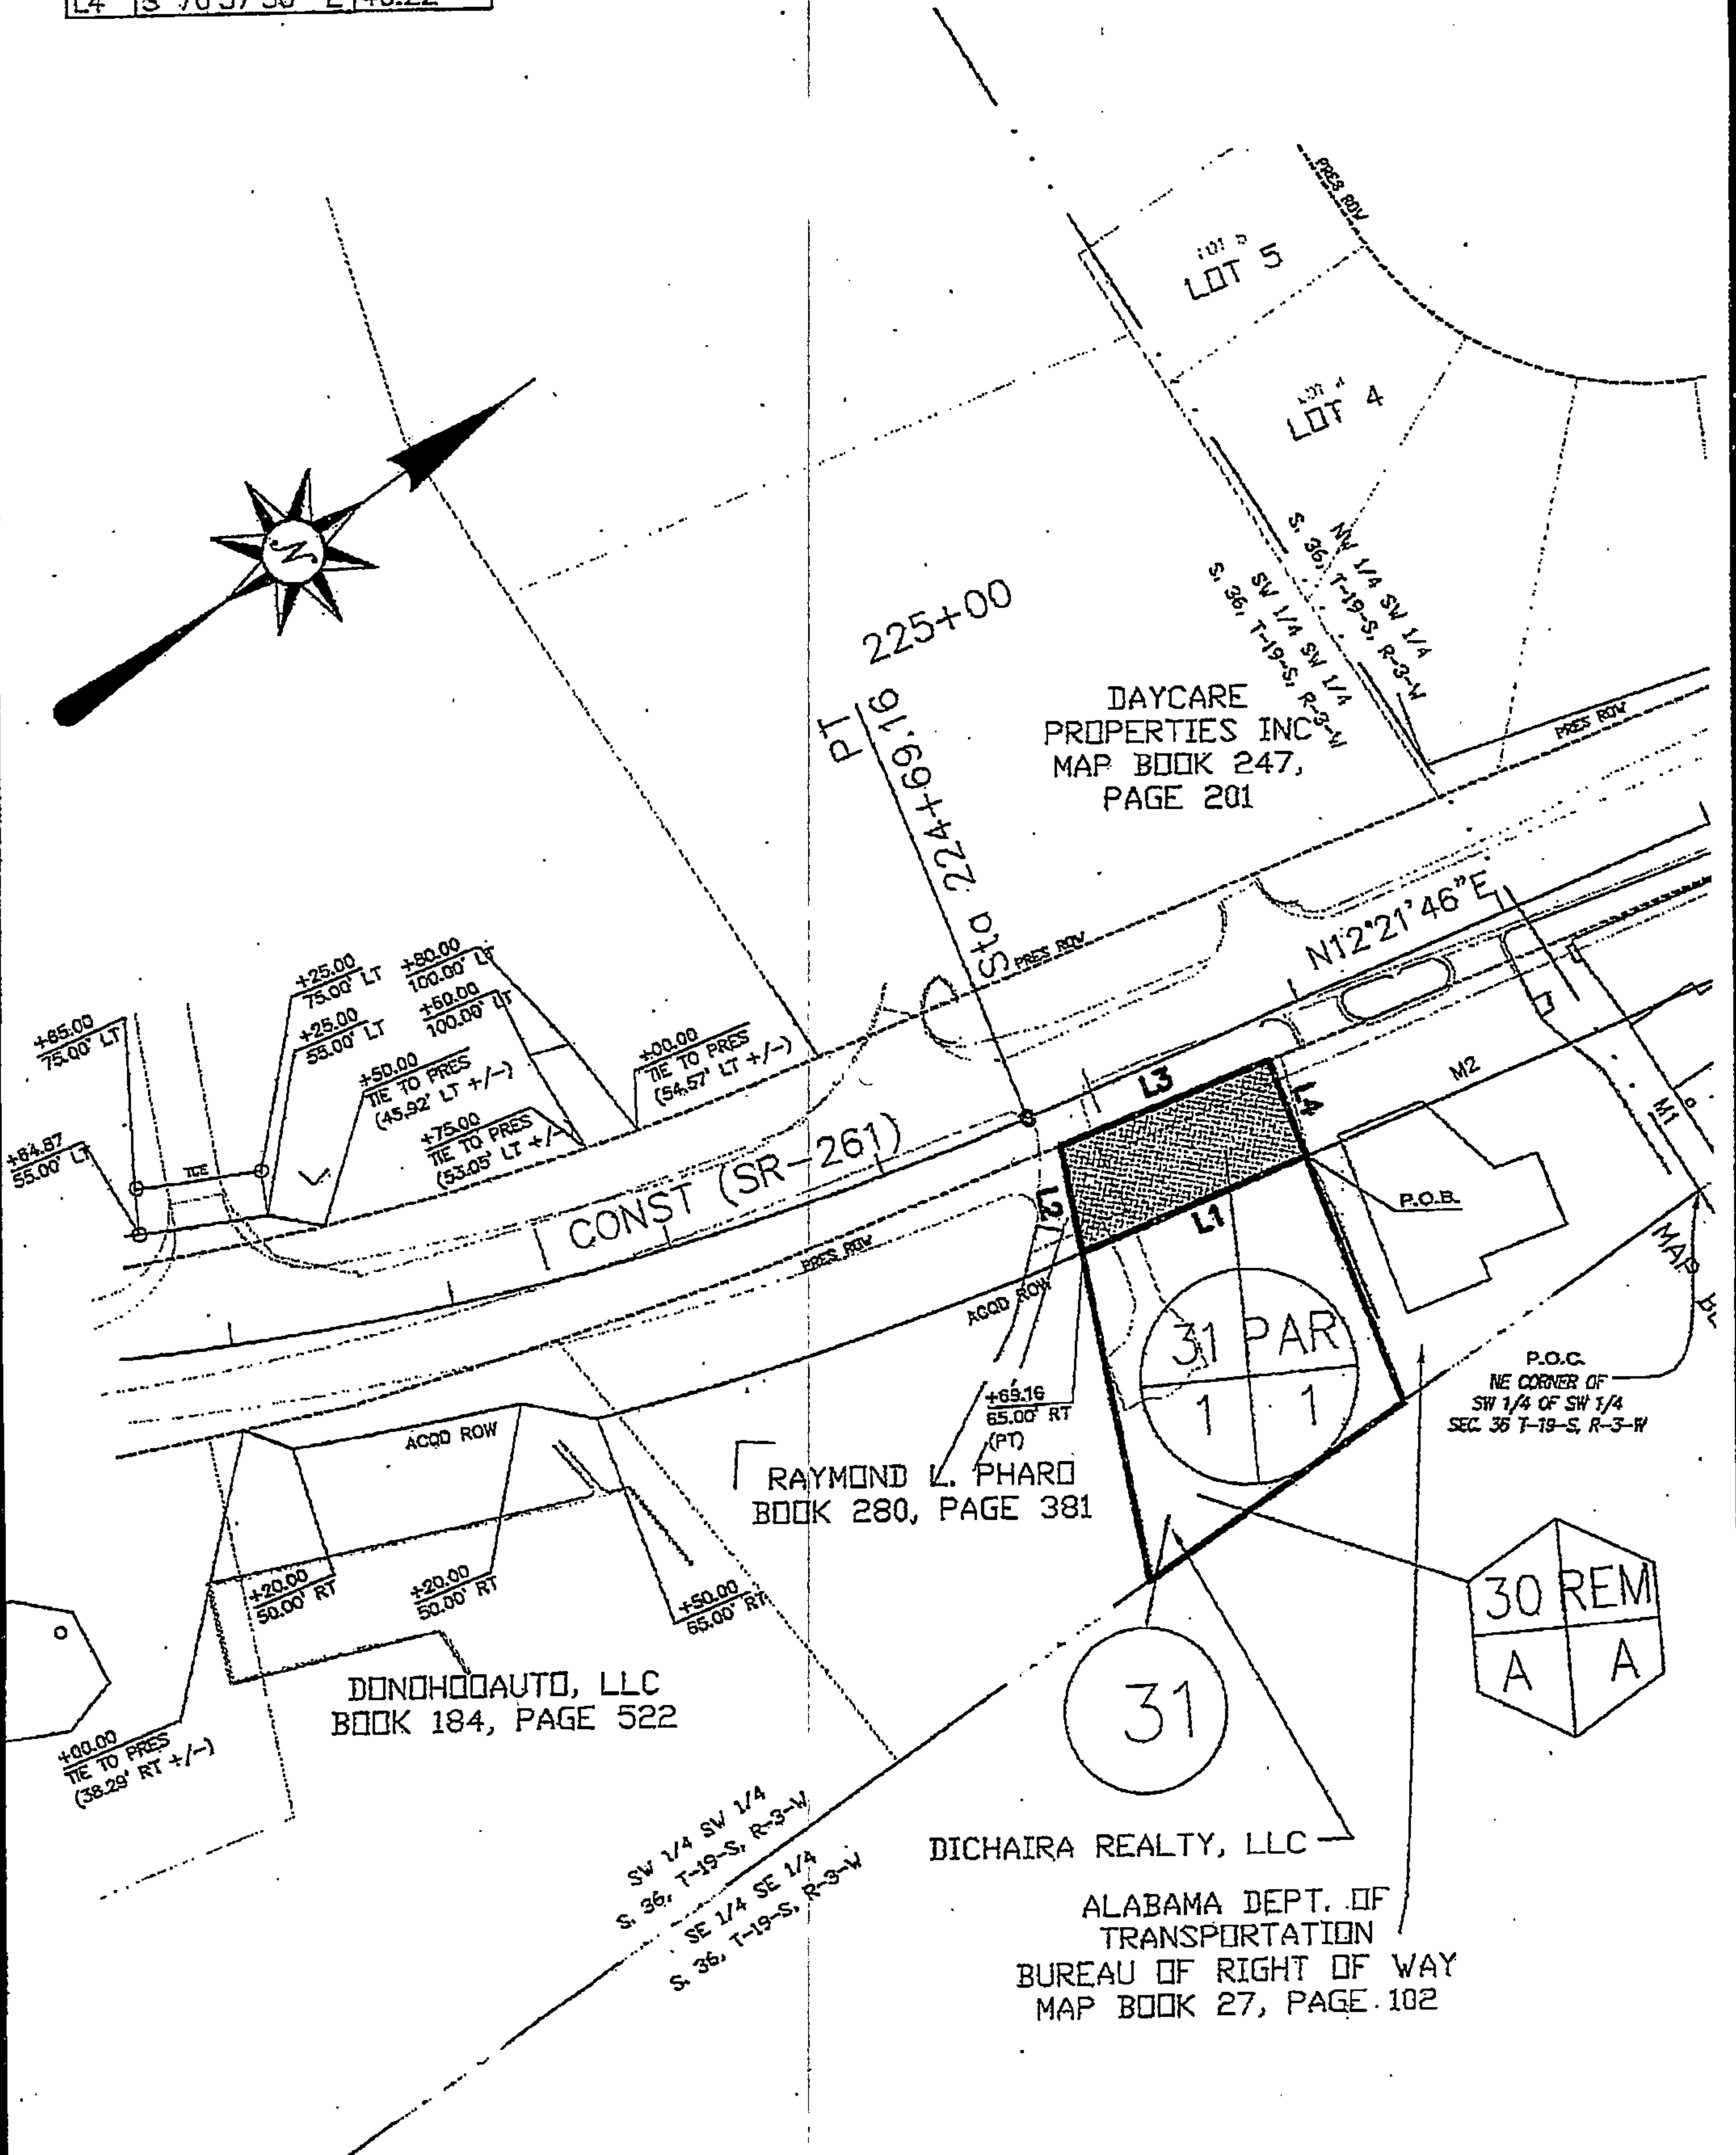 PRES ROW
LOT 5
LOT 5
LOT 4
LOT 4
N
NW 1/4 SW 1/4
S. 36, T-19-S, R-3-W
SW 1/4 SW 1/4
S. 36, T-19-S, R-3-W
225+00
PT
Sta 224+69.16
DAYCARE
PROPERTIES INC
MAP BOOK 247,
PAGE 201
PRES ROW
N12°21'46"E
PRES ROW
+65.00
75.00' LT
+25.00
75.00' LT
+80.00
100.00' LT
+25.00
55.00' LT
+60.00
100.00' LT
+50.00
TIE TO PRES
(45.92' LT +/-)
+00.00
TIE TO PRES
(54.57' LT +/-)
+75.00
TIE TO PRES
(53.05' LT +/-)
+64.87
55.00' LT
TCE
CONST (SR-261)
L3
L4
M2
M1
L2
L1
P.O.B.
PRES ROW
ACQD ROW
MAP
31 PAR
1 1
P.O.C.
NE CORNER OF
SW 1/4 OF SW 1/4
SEC. 36 T-19-S, R-3-W
+69.16
65.00' RT
(PT)
ACQD ROW
RAYMOND L. PHARO
BOOK 280, PAGE 381
+20.00
50.00' RT
+20.00
50.00' RT
+50.00
65.00' RT
30 REM
A A
DONOHOOAUTO, LLC
BOOK 184, PAGE 522
31
+00.00
TIE TO PRES
(38.29' RT +/-)
SW 1/4 SW 1/4
S. 36, T-19-S, R-3-W
SE 1/4 SE 1/4
S. 36, T-19-S, R-3-W
DICHAIRA REALTY, LLC
ALABAMA DEPT. OF
TRANSPORTATION
BUREAU OF RIGHT OF WAY
MAP BOOK 27, PAGE 102